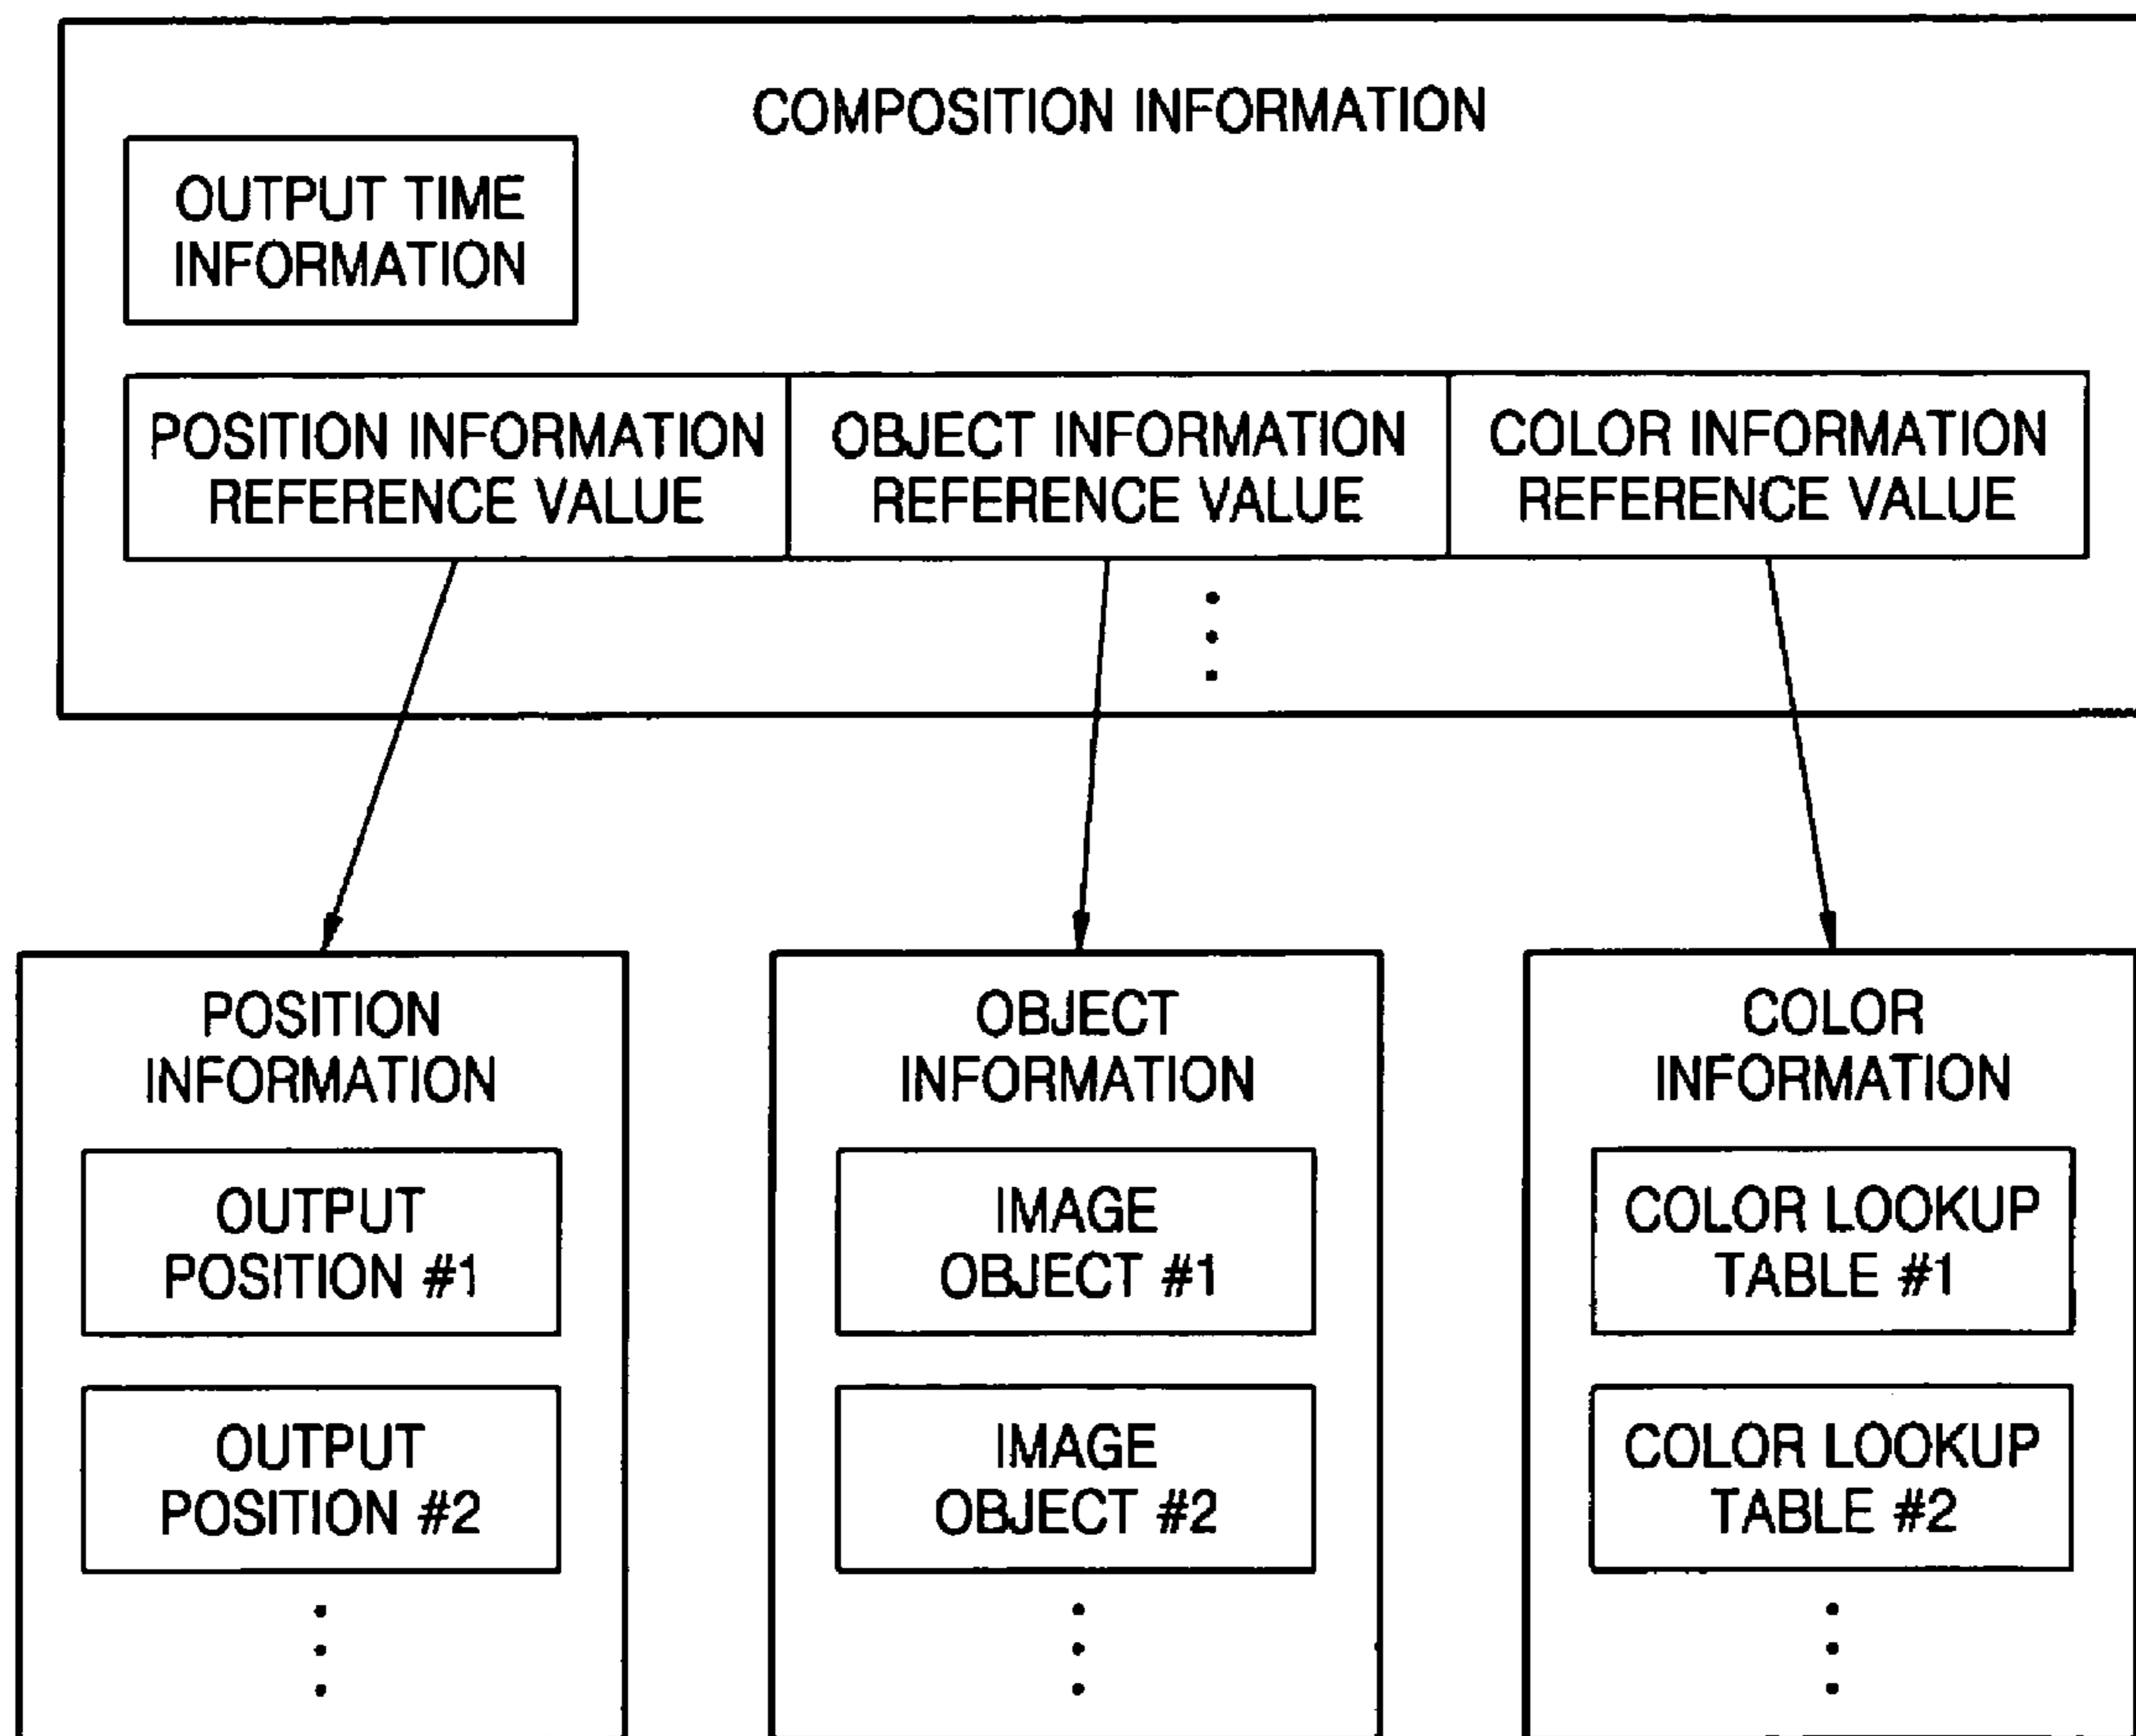 COMPOSITION INFORMATION
OUTPUT TIME
INFORMATION
POSITION INFORMATION
REFERENCE VALUE
OBJECT INFORMATION
REFERENCE VALUE
COLOR INFORMATION
REFERENCE VALUE
POSITION
INFORMATION
OUTPUT
POSITION #1
OUTPUT
POSITION #2
OBJECT
INFORMATION
IMAGE
OBJECT #1
IMAGE
OBJECT #2
COLOR
INFORMATION
COLOR LOOKUP
TABLE #1
COLOR LOOKUP
TABLE #2